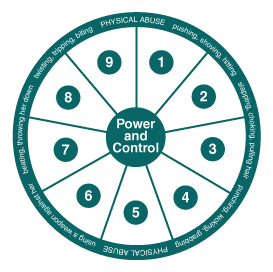 PHYSICAL ABUSE
pushing, shoving, hitting
slapping, choking, pulling hair
punching, kicking, grabbing
PHYSICAL ABUSE
using a weapon against her
beating, throwing her down
twisting, tripping, biting
1
2
3
4
5
6
7
8
9
Power
and
Control